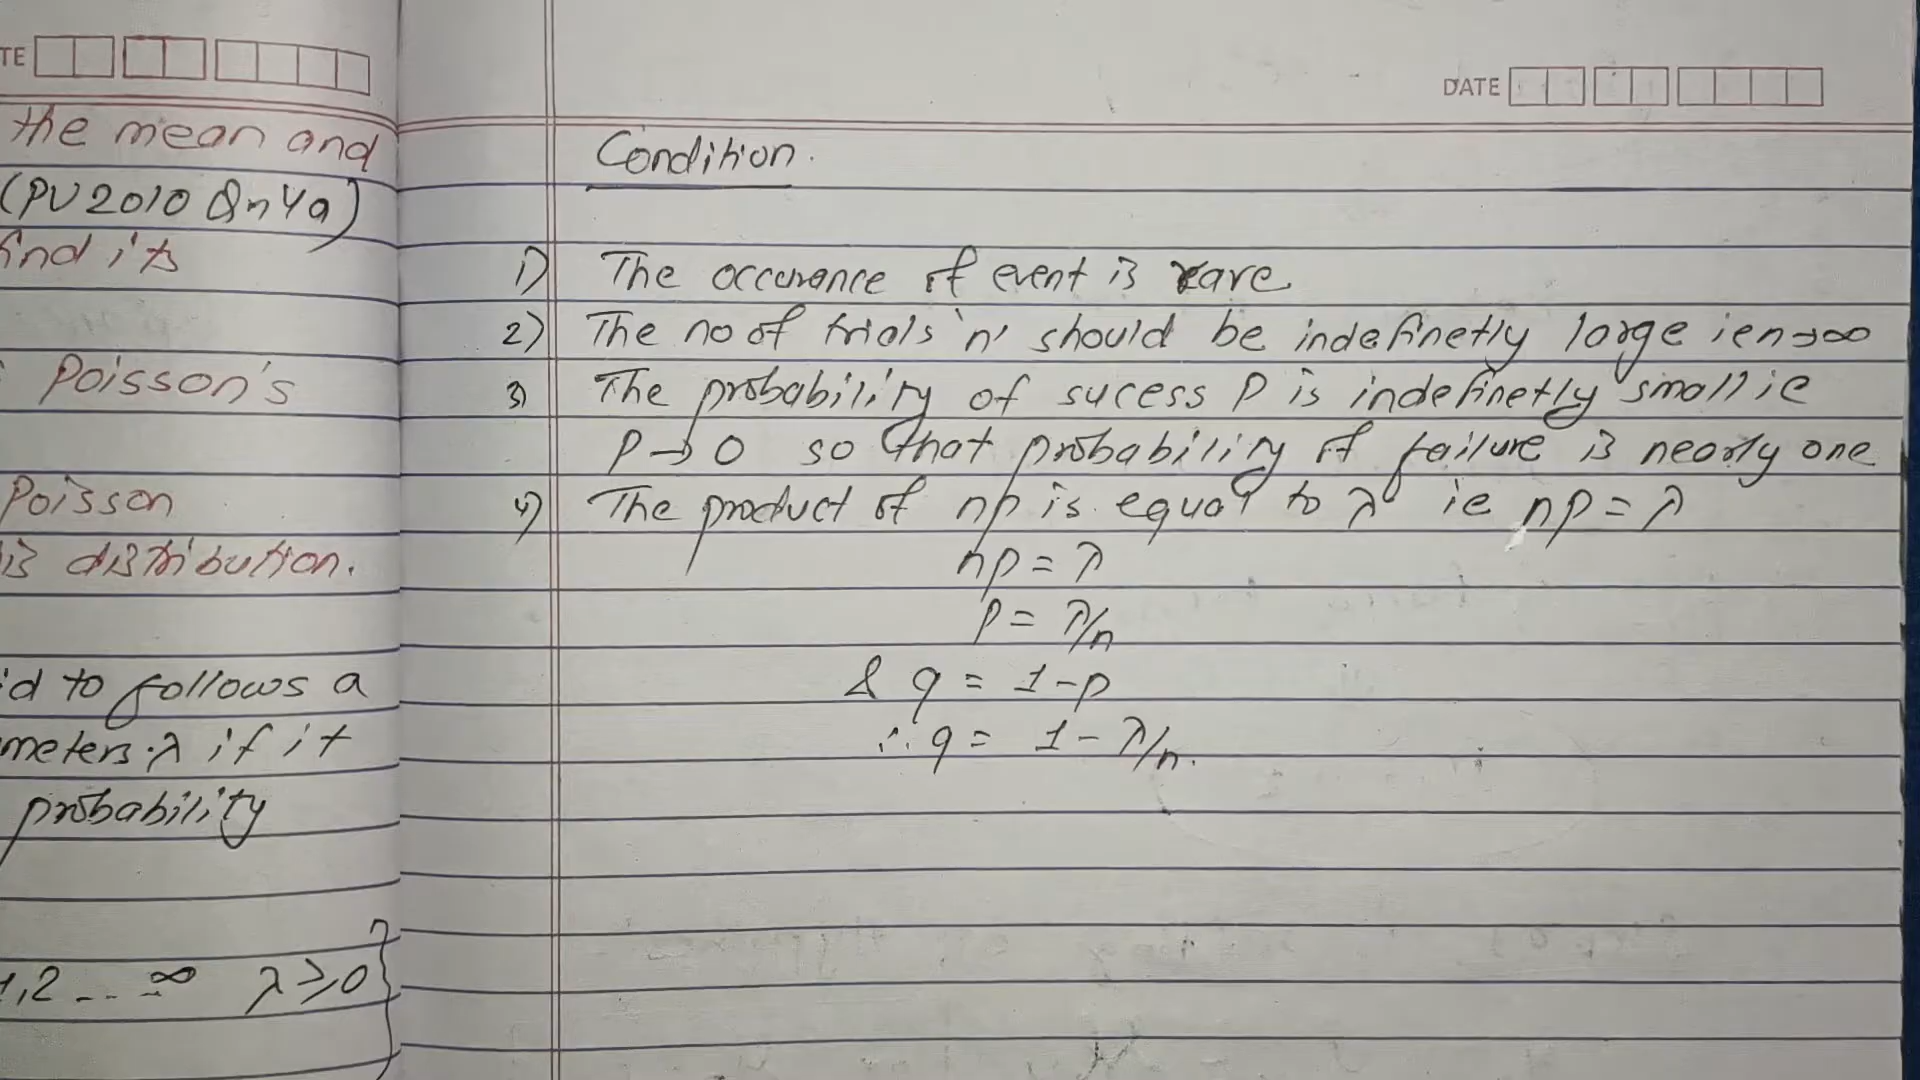 TE
the mean and
(PU 2010 Qn 4a)
find its
Poisson's
Poisson
is distribution.
id to follows a
meters λ if it
probability
1,2 .. - ∞ λ ≥ 0
DATE
Condition.
1) The occurance of event is rare
2) The no of trials 'n' should be indefinetly large ie n→∞
3) The probability of sucess P is indefinetly small ie
P→0 so that probability of failure is nearly one
4) The product of np is equal to λ ie np = λ
np = λ
P = λ/n
& q = 1-p
∴ q = 1 - λ/n.